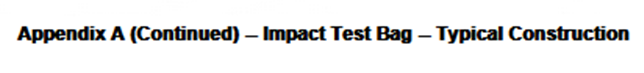 Appendix A (Continued) – Impact Test Bag – Typical Construction